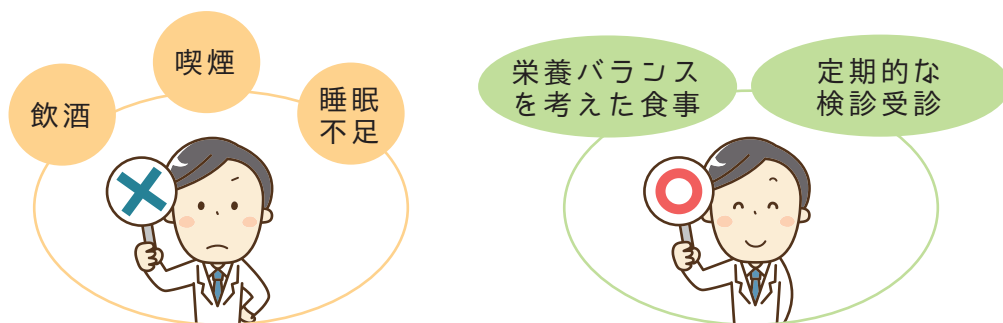 飲酒
喫煙
睡眠
不足
栄養バランス
を考えた食事
定期的な
検診受診